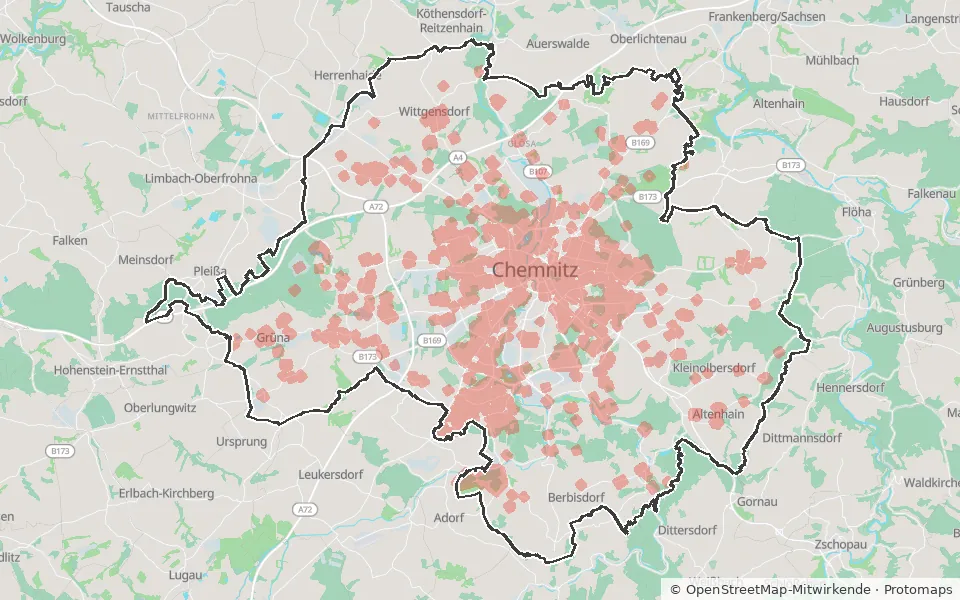 Tauscha
Köthensdorf-
Reitzenhain
Frankenberg/Sachsen
Wolkenburg
Auerswalde
Oberlichtenau
Mühlbach
Herrenhaide
Hausdorf
Altenhain
Wittgensdorf
MITTELFROHNA
B169
GLÖSA
A4
B107
B173
Limbach-Oberfrohna
B173
Falkenau
A72
Flöha
Falken
Meinsdorf
Pleißa
Chemnitz
Grünberg
Augustusburg
Grüna
B169
B173
Hohenstein-Ernstthal
Kleinolbersdorf
Hennersdorf
Oberlungwitz
Altenhain
Ursprung
Dittmannsdorf
B173
Leukersdorf
Erlbach-Kirchberg
Berbisdorf
Gornau
A72
Adorf
Dittersdorf
Zschopau
Lugau
© OpenStreetMap-Mitwirkende · Protomaps